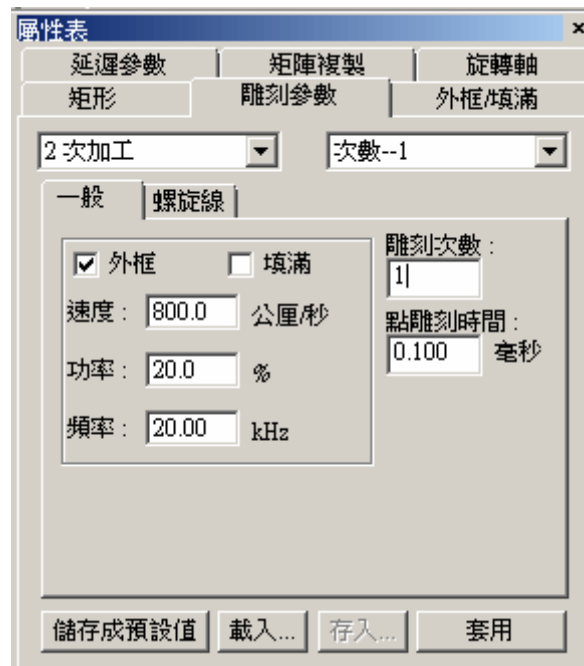 屬性表 ×
延遲參數 矩陣複製 旋轉軸
矩形 雕刻參數 外框/填滿
2 次加工 次數--1
一般 螺旋線
外框 填滿 雕刻次數：
1
速度： 800.0 公厘/秒 點雕刻時間：
功率： 20.0 % 0.100 毫秒
頻率： 20.00 kHz
儲存成預設值 載入... 存入... 套用